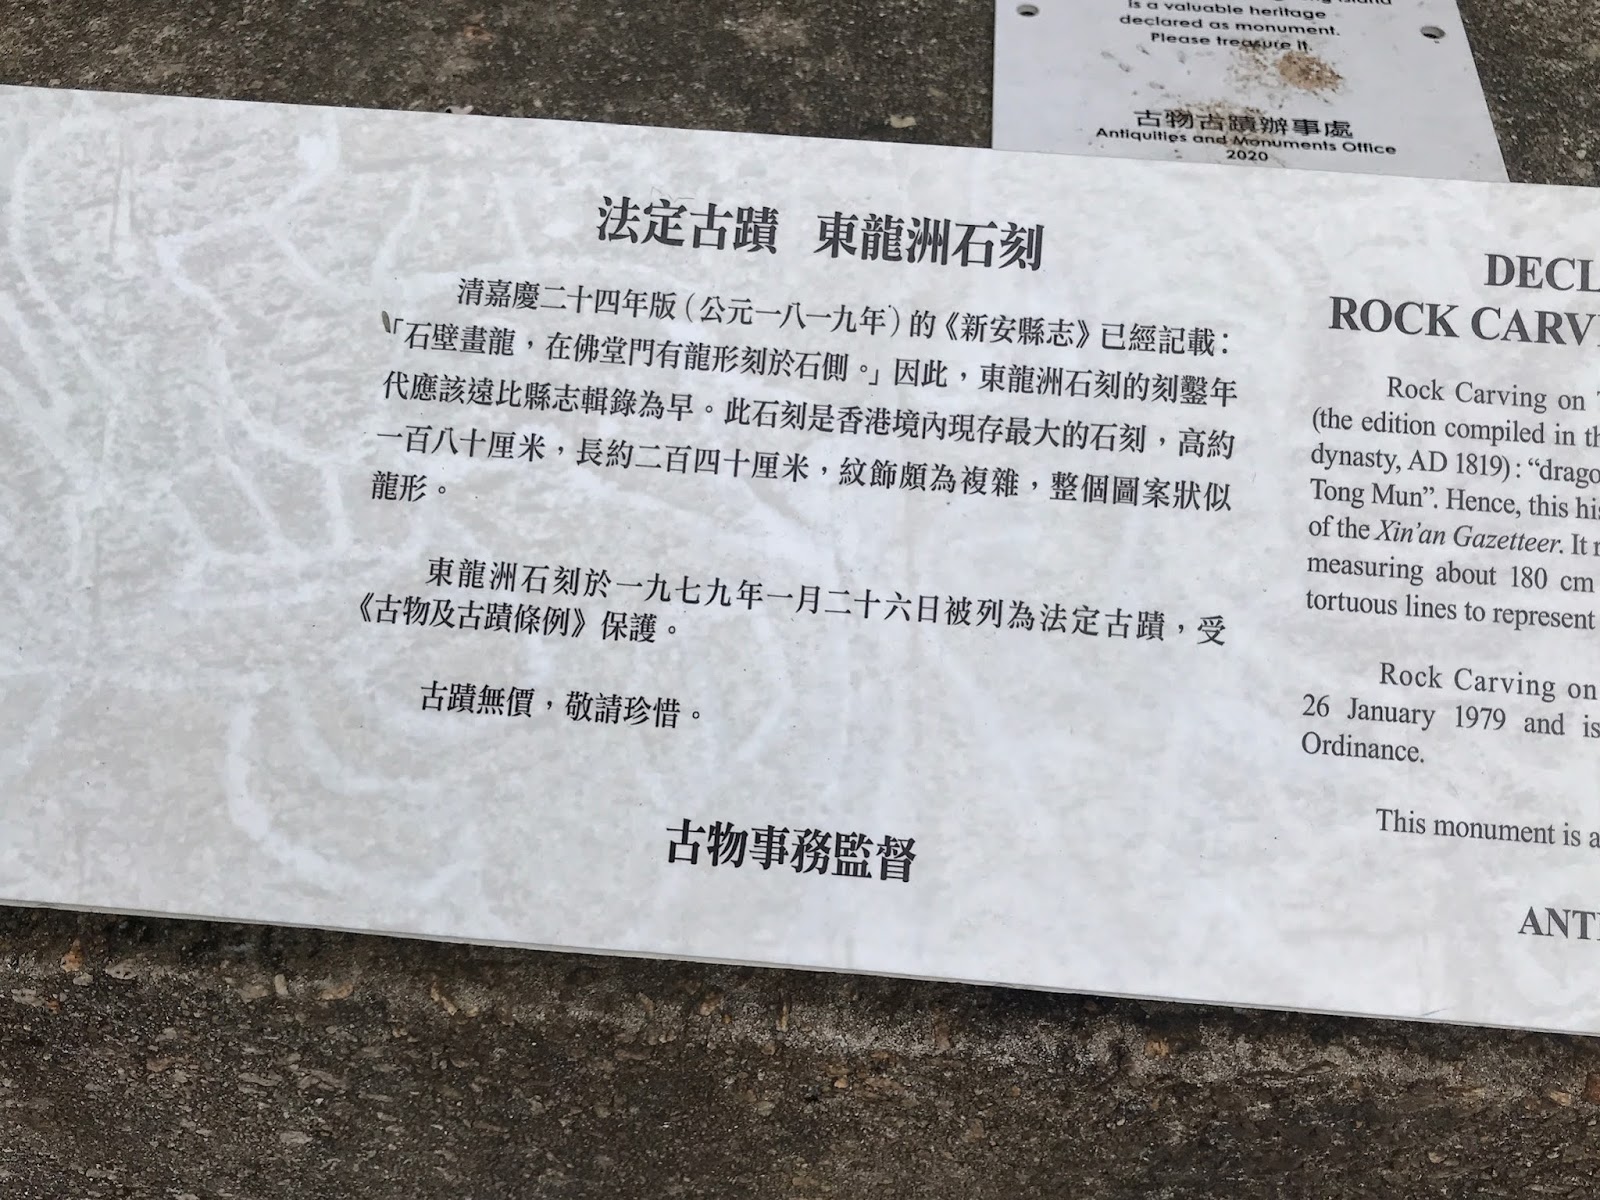 is a valuable heritage
declared as monument.
Please treasure it.
古物古蹟辦事處
Antiquities and Monuments Office
2020
法定古蹟 東龍洲石刻
清嘉慶二十四年版（公元一八一九年）的《新安縣志》已經記載：
「石壁畫龍，在佛堂門有龍形刻於石側。」因此，東龍洲石刻的刻鑿年
代應該遠比縣志輯錄為早。此石刻是香港境內現存最大的石刻，高約
一百八十厘米，長約二百四十厘米，紋飾頗為複雜，整個圖案狀似
龍形。
東龍洲石刻於一九七九年一月二十六日被列為法定古蹟，受
《古物及古蹟條例》保護。
古蹟無價，敬請珍惜。
古物事務監督
DECL
ROCK CARV
Rock Carving on
(the edition compiled in th
dynasty, AD 1819): “drago
Tong Mun”. Hence, this his
of the Xin’an Gazetteer. It
measuring about 180 cm
tortuous lines to represent
Rock Carving on
26 January 1979 and is
Ordinance.
This monument is a
ANT